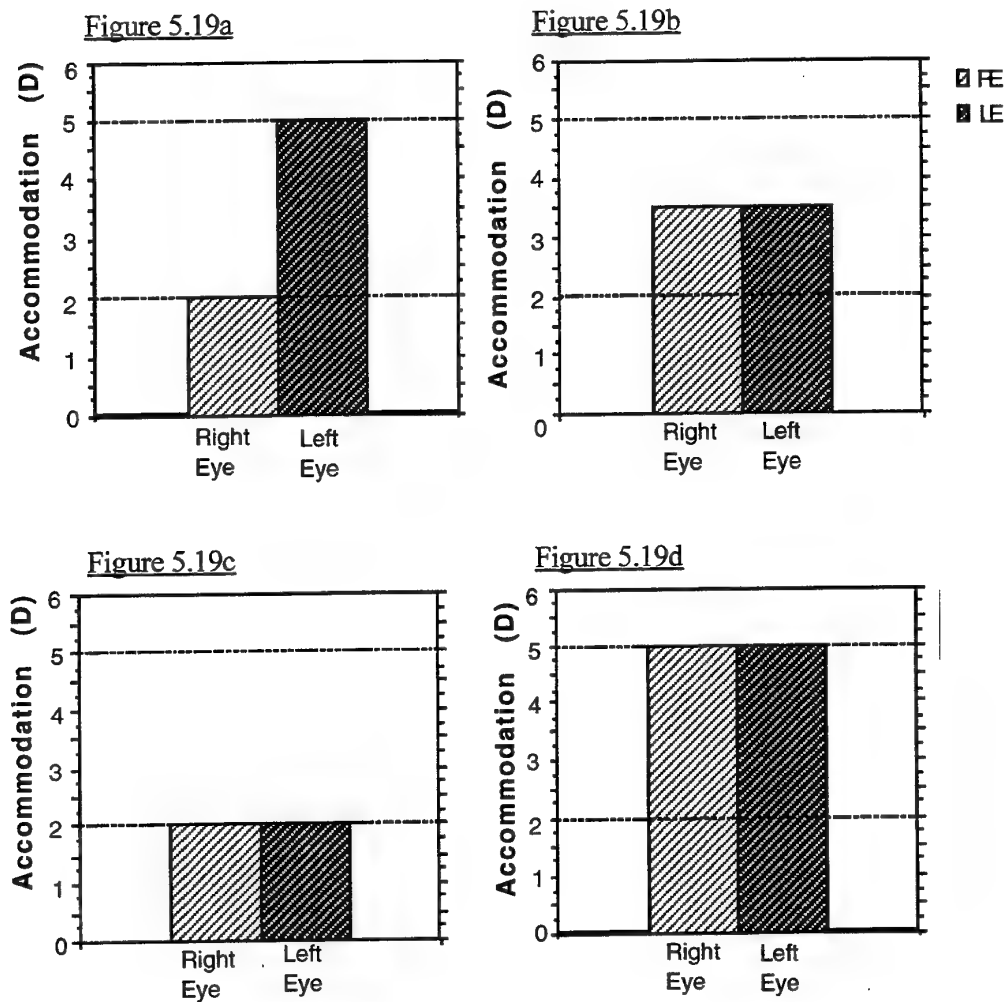 Figure 5.19a
Accommodation (D)
6
5
4
3
2
1
0
Right Left
Eye Eye
Figure 5.19b
Accommodation (D)
6
5
4
3
2
1
0
Right Left
Eye Eye
RE
LE
Figure 5.19c
Accommodation (D)
6
5
4
3
2
1
0
Right Left
Eye Eye
Figure 5.19d
Accommodation (D)
6
5
4
3
2
1
0
Right Left
Eye Eye